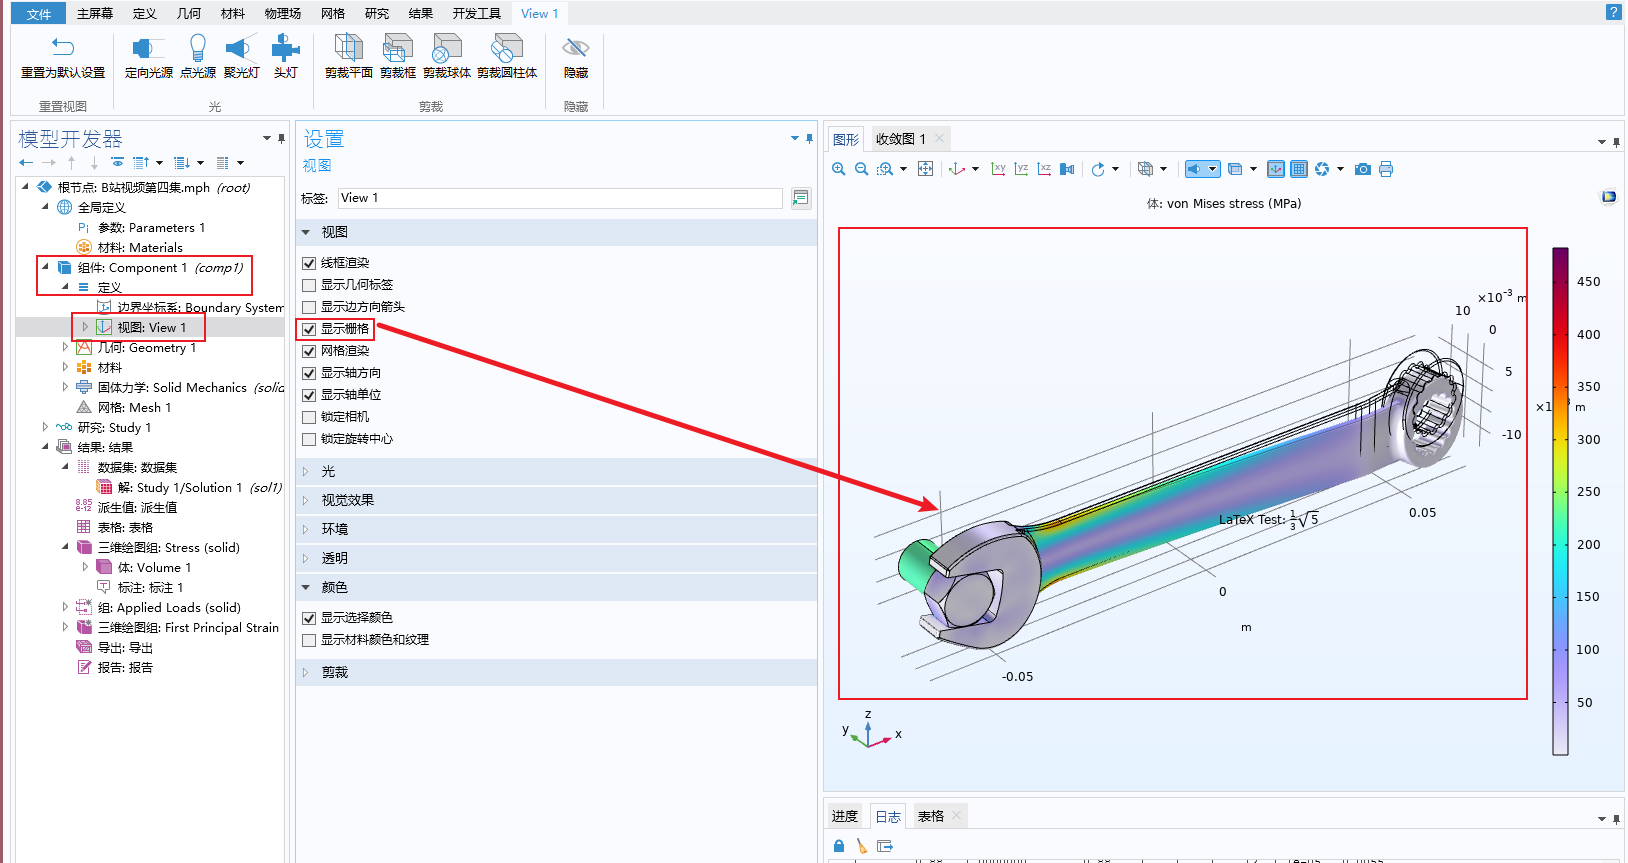 文件 主屏幕 定义 几何 材料 物理场 网格 研究 结果 开发工具 View 1 ?
重置为默认设置 定向光源 点光源 聚光灯 头灯 剪裁平面 剪裁框 剪裁球体 剪裁圆柱体 隐藏
重置视图 光 剪裁 隐藏
模型开发器
根节点: B站视频第四集.mph (root)
全局定义
Pi 参数: Parameters 1
材料: Materials
组件: Component 1 (comp1)
定义
边界坐标系: Boundary System
视图: View 1
几何: Geometry 1
材料
固体力学: Solid Mechanics (solid
网格: Mesh 1
研究: Study 1
结果: 结果
数据集: 数据集
解: Study 1/Solution 1 (sol1)
8.85
e-12
派生值: 派生值
表格: 表格
三维绘图组: Stress (solid)
体: Volume 1
标注: 标注 1
组: Applied Loads (solid)
三维绘图组: First Principal Strain
导出: 导出
报告: 报告
设置
视图
标签: View 1
视图
线框渲染
显示几何标签
显示边方向箭头
显示栅格
网格渲染
显示轴方向
显示轴单位
锁定相机
锁定旋转中心
光
视觉效果
环境
透明
颜色
显示选择颜色
显示材料颜色和纹理
剪裁
图形 收敛图 1
xy yz xz
体: von Mises stress (MPa)
×10⁻³ m
10
0
5
×1 m
-10
0.05
LaTeX Test: 1/3 √5
0
m
-0.05
z
y
x
450
400
350
300
250
200
150
100
50
进度 日志 表格